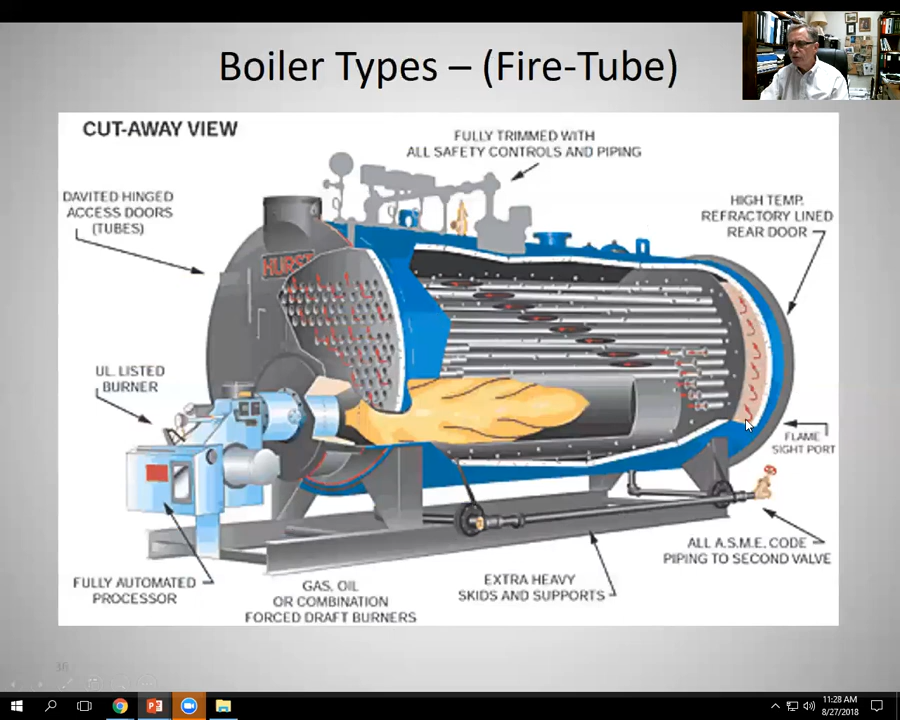 Boiler Types – (Fire-Tube)
CUT-AWAY VIEW
FULLY TRIMMED WITH
ALL SAFETY CONTROLS AND PIPING
DAVITED HINGED
ACCESS DOORS
(TUBES)
HIGH TEMP.
REFRACTORY LINED
REAR DOOR
HURST
UL. LISTED
BURNER
FLAME
SIGHT PORT
ALL A.S.M.E. CODE
PIPING TO SECOND VALVE
FULLY AUTOMATED
PROCESSOR
GAS, OIL
OR COMBINATION
FORCED DRAFT BURNERS
EXTRA HEAVY
SKIDS AND SUPPORTS
11:28 AM
8/27/2018